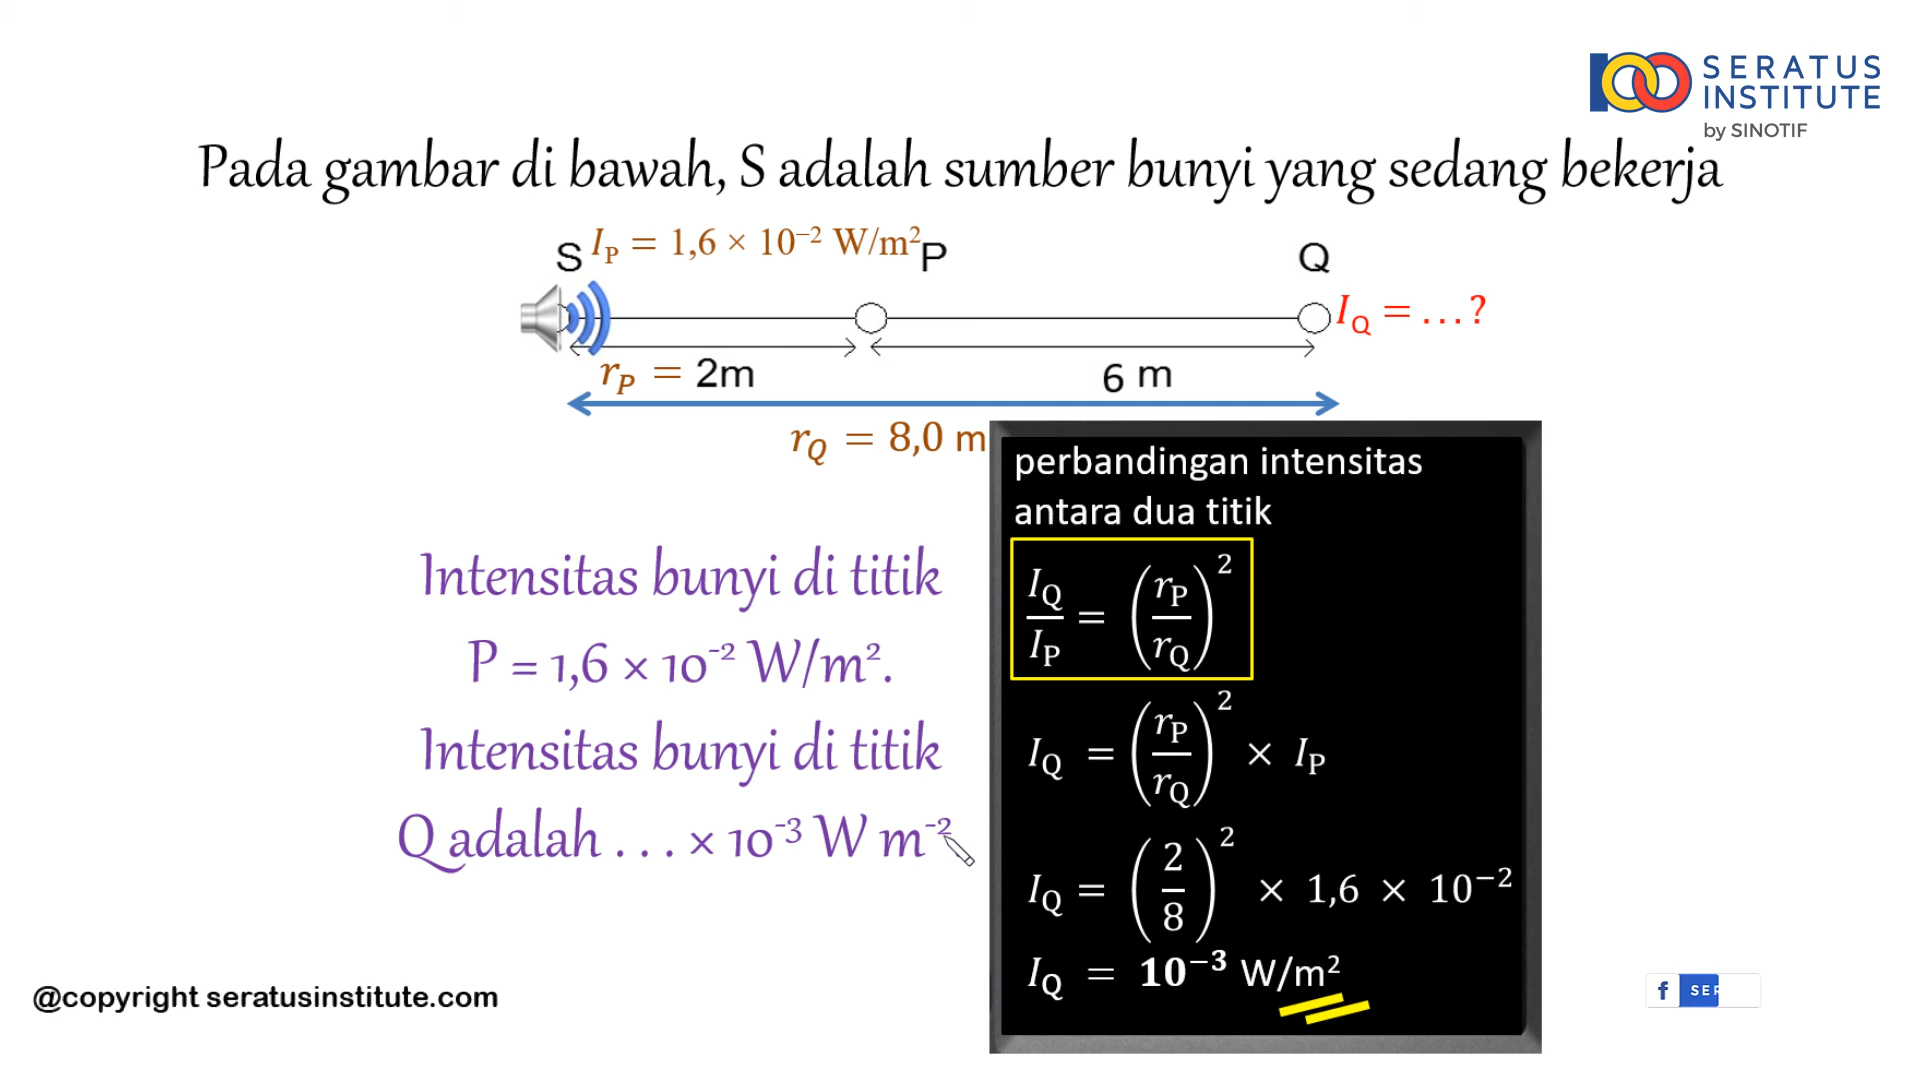 SERATUS
INSTITUTE
by SINOTIF
Pada gambar di bawah, S adalah sumber bunyi yang sedang bekerja
S I_P = 1,6 × 10⁻² W/m² P Q
I_Q = ...?
r_P = 2m 6 m
r_Q = 8,0 m
perbandingan intensitas
antara dua titik
I_Q/I_P = (r_P/r_Q)²
I_Q = (r_P/r_Q)² × I_P
I_Q = (2/8)² × 1,6 × 10⁻²
I_Q = 10⁻³ W/m²
Intensitas bunyi di titik
P = 1,6 × 10⁻² W/m².
Intensitas bunyi di titik
Q adalah . . . × 10⁻³ W m⁻²
@copyright seratusinstitute.com
f